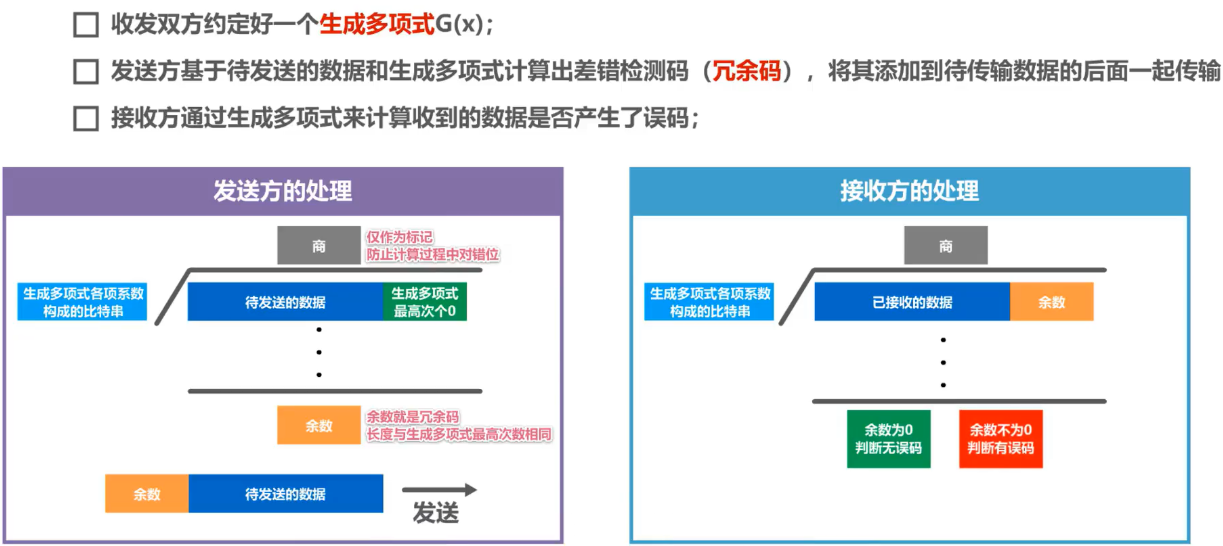 收发双方约定好一个生成多项式G(x);
发送方基于待发送的数据和生成多项式计算出差错检测码（冗余码），将其添加到待传输数据的后面一起传输
接收方通过生成多项式来计算收到的数据是否产生了误码；
发送方的处理
商
仅作为标记
防止计算过程中对错位
生成多项式各项系数
构成的比特串
待发送的数据
生成多项式
最高次个0
余数
余数就是冗余码
长度与生成多项式最高次数相同
余数
待发送的数据
发送
接收方的处理
商
生成多项式各项系数
构成的比特串
已接收的数据
余数
余数为0
判断无误码
余数不为0
判断有误码